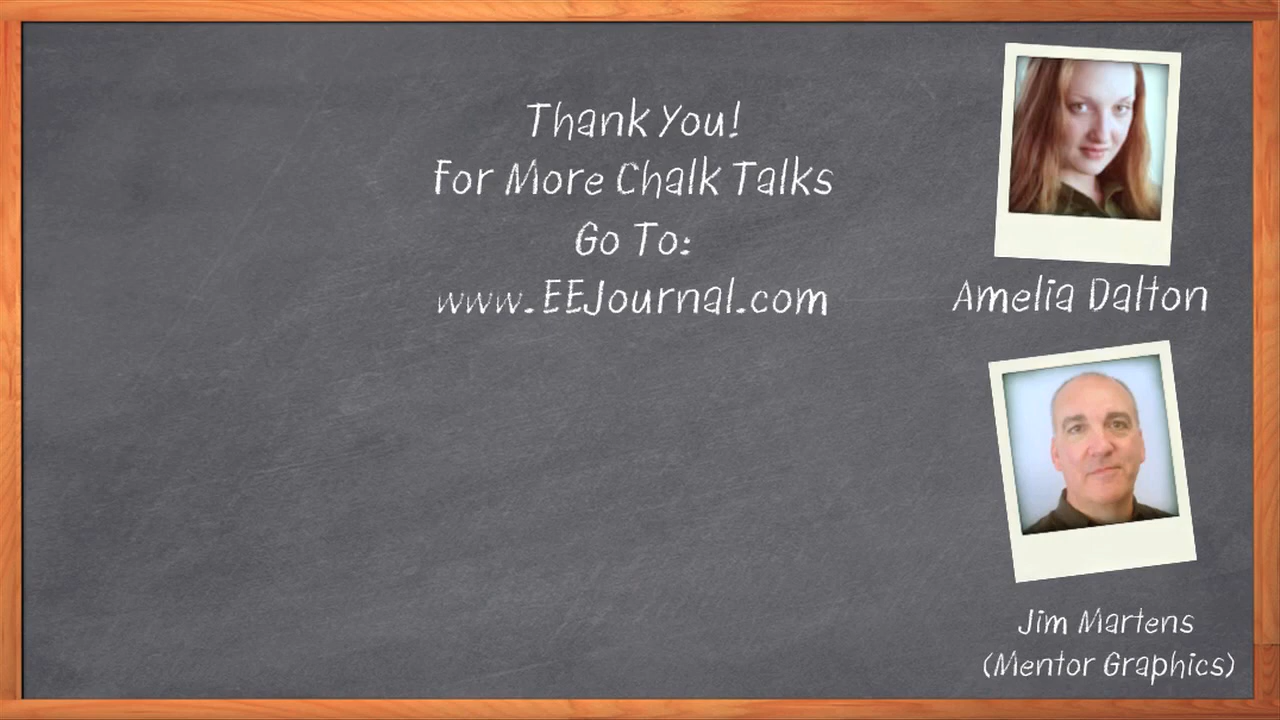 Thank You!
For More Chalk Talks
Go To:
www.EEJournal.com
Amelia Dalton
Jim Martens
(Mentor Graphics)